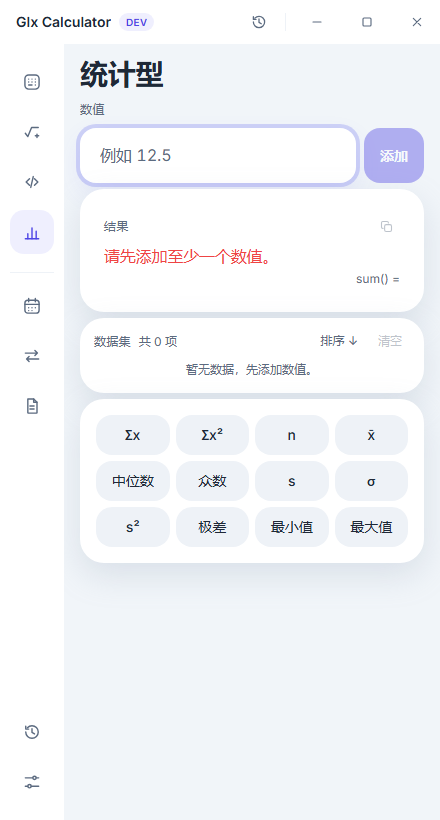 Glx Calculator DEV
统计型
数值
例如 12.5 添加
结果
请先添加至少一个数值。
sum() =
数据集 共 0 项 排序 ↓ 清空
暂无数据，先添加数值。
Σx Σx² n x̄
中位数 众数 s σ
s² 极差 最小值 最大值